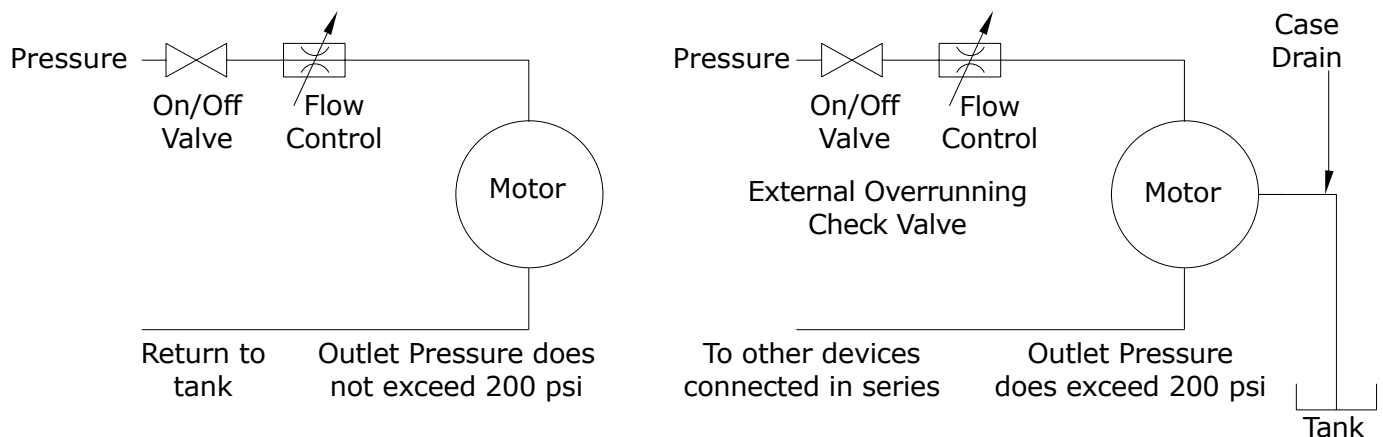 Pressure
On/Off
Valve
Flow
Control
Motor
Return to
tank
Outlet Pressure does
not exceed 200 psi
Pressure
On/Off
Valve
Flow
Control
Case
Drain
External Overrunning
Check Valve
Motor
To other devices
connected in series
Outlet Pressure
does exceed 200 psi
Tank